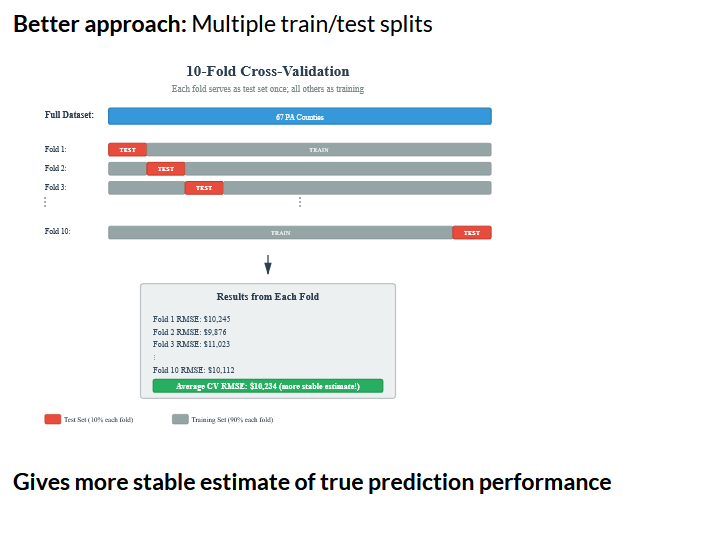 Better approach: Multiple train/test splits
10-Fold Cross-Validation
Each fold serves as test set once; all others as training
Full Dataset:
67 PA Counties
Fold 1:
TEST
TRAIN
Fold 2:
TEST
Fold 3:
TEST
⋮
⋮
Fold 10:
TRAIN
TEST
Results from Each Fold
Fold 1 RMSE: $10,245
Fold 2 RMSE: $9,876
Fold 3 RMSE: $11,023
⋮
Fold 10 RMSE: $10,112
Average CV RMSE: $10,234 (more stable estimate!)
Test Set (10% each fold)
Training Set (90% each fold)
Gives more stable estimate of true prediction performance